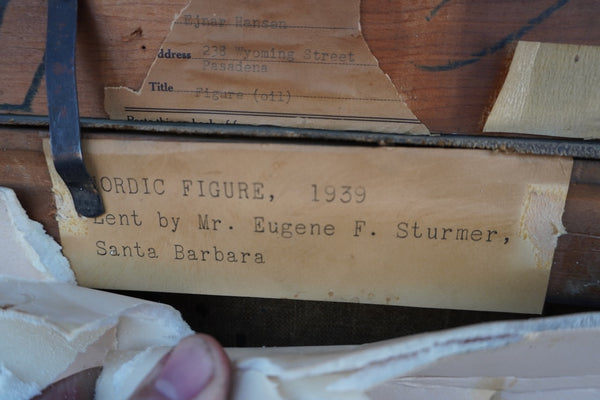 Ejnar Hansen
Address 238 Wyoming Street
Pasadena
Title Figure (oil)
NORDIC FIGURE, 1939
Lent by Mr. Eugene F. Sturmer,
Santa Barbara